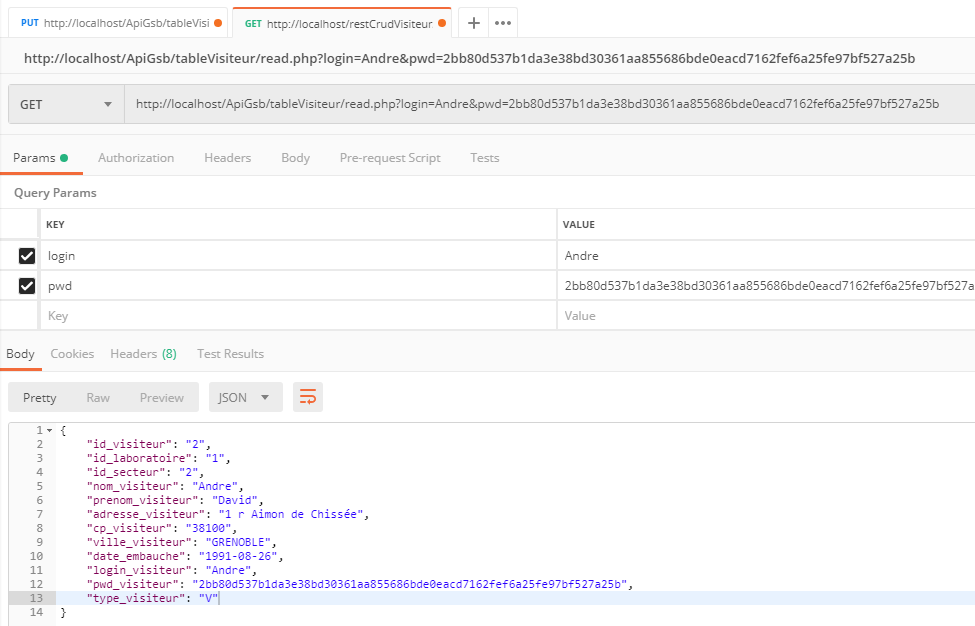 PUT http://localhost/ApiGsb/tableVisi
GET http://localhost/restCrudVisiteur
http://localhost/ApiGsb/tableVisiteur/read.php?login=Andre&pwd=2bb80d537b1da3e38bd30361aa855686bde0eacd7162fef6a25fe97bf527a25b
GET http://localhost/ApiGsb/tableVisiteur/read.php?login=Andre&pwd=2bb80d537b1da3e38bd30361aa855686bde0eacd7162fef6a25fe97bf527a25b
Params Authorization Headers Body Pre-request Script Tests
Query Params
KEY VALUE
login Andre
pwd 2bb80d537b1da3e38bd30361aa855686bde0eacd7162fef6a25fe97bf527a
Key Value
Body Cookies Headers (8) Test Results
Pretty Raw Preview JSON
1 {
2 "id_visiteur": "2",
3 "id_laboratoire": "1",
4 "id_secteur": "2",
5 "nom_visiteur": "Andre",
6 "prenom_visiteur": "David",
7 "adresse_visiteur": "1 r Aimon de Chissée",
8 "cp_visiteur": "38100",
9 "ville_visiteur": "GRENOBLE",
10 "date_embauche": "1991-08-26",
11 "login_visiteur": "Andre",
12 "pwd_visiteur": "2bb80d537b1da3e38bd30361aa855686bde0eacd7162fef6a25fe97bf527a25b",
13 "type_visiteur": "V"
14 }